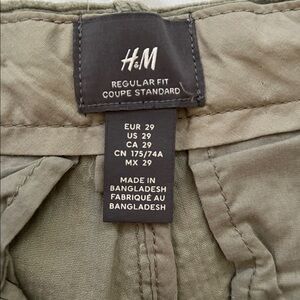 H&M
REGULAR FIT
COUPE STANDARD
EUR 29
US 29
CA 29
CN 175/74A
MX 29
MADE IN
BANGLADESH
FABRIQUÉ AU
BANGLADESH